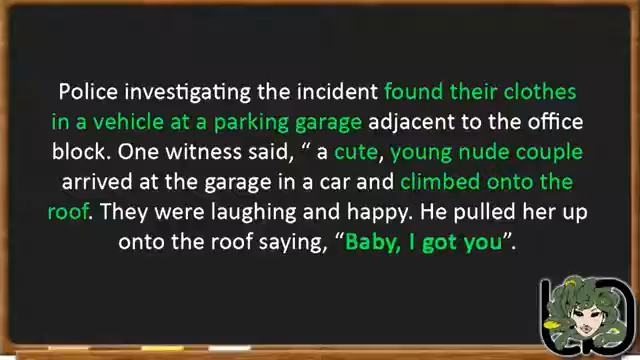 Police investigating the incident found their clothes
in a vehicle at a parking garage adjacent to the office
block. One witness said, “ a cute, young nude couple
arrived at the garage in a car and climbed onto the
roof. They were laughing and happy. He pulled her up
onto the roof saying, “Baby, I got you”.